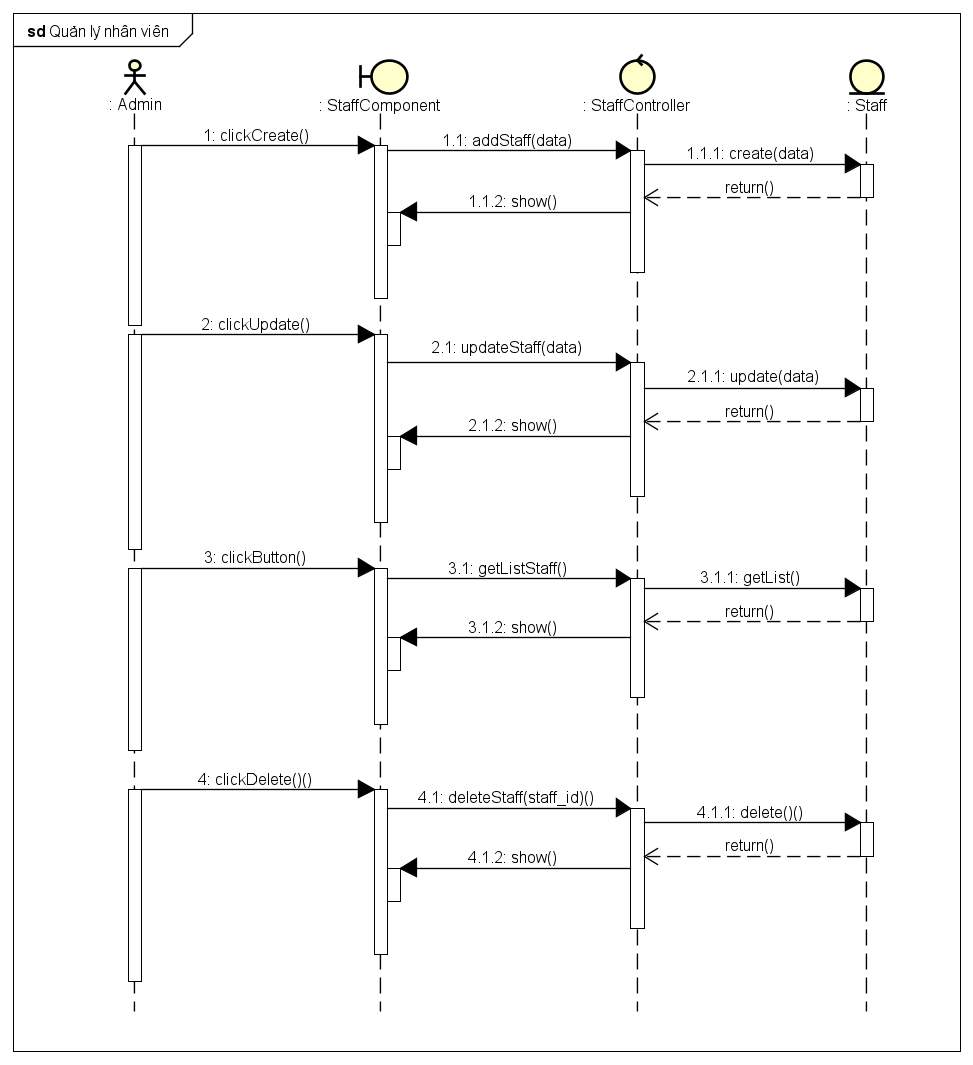 sd Quản lý nhân viên
: Admin
: StaffComponent
: StaffController
: Staff
1: clickCreate()
1.1: addStaff(data)
1.1.1: create(data)
return()
1.1.2: show()
2: clickUpdate()
2.1: updateStaff(data)
2.1.1: update(data)
return()
2.1.2: show()
3: clickButton()
3.1: getListStaff()
3.1.1: getList()
return()
3.1.2: show()
4: clickDelete()()
4.1: deleteStaff(staff_id)()
4.1.1: delete()()
return()
4.1.2: show()